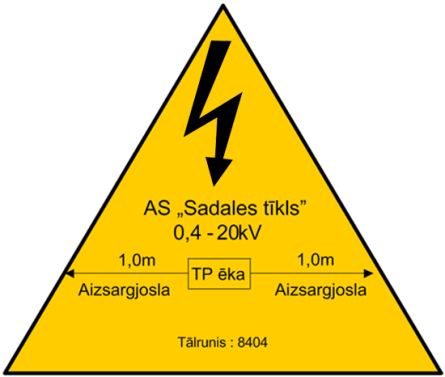 AS „Sadales tīkls”
0,4 - 20kV
1,0m TP ēka 1,0m
Aizsargjosla Aizsargjosla
Tālrunis : 8404